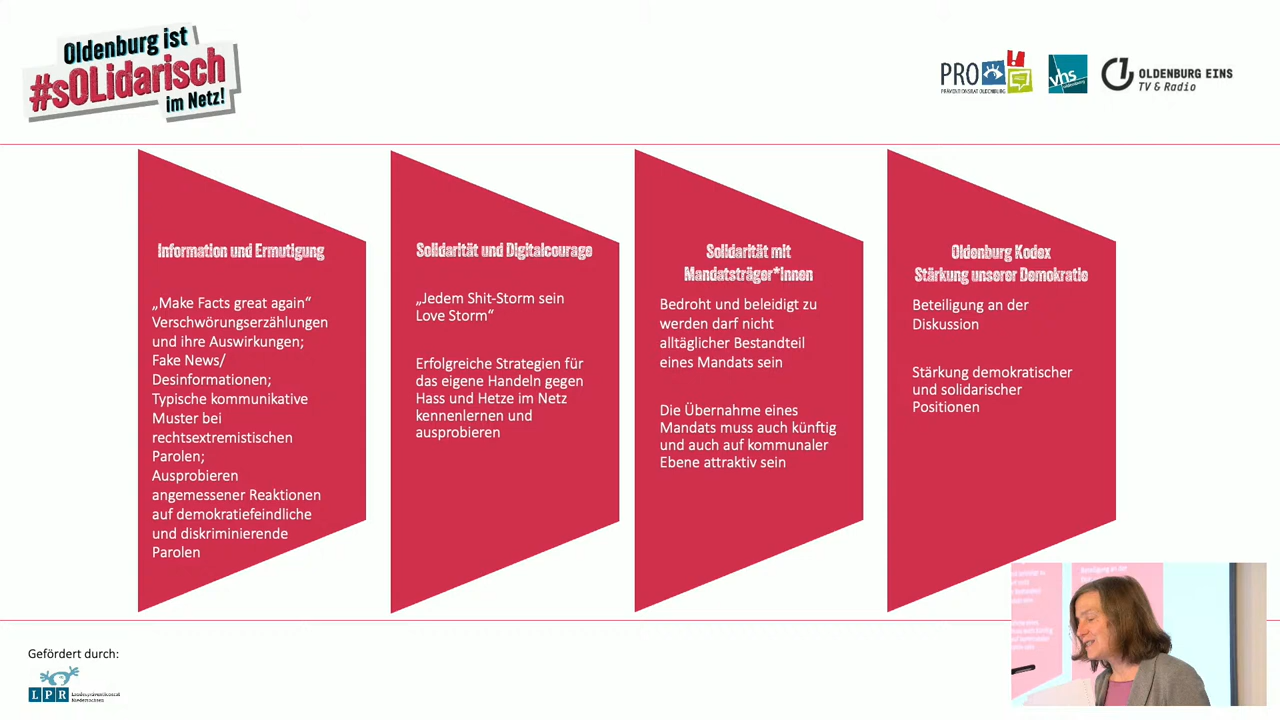 Oldenburg ist
#sOLidarisch
im Netz!
PRO
PRÄVENTIONSRAT OLDENBURG
vhs
oldenburg
OLDENBURG EINS
TV & Radio
Information und Ermutigung
„Make Facts great again“
Verschwörungserzählungen
und ihre Auswirkungen;
Fake News/
Desinformationen;
Typische kommunikative
Muster bei
rechtsextremistischen
Parolen;
Ausprobieren
angemessener Reaktionen
auf demokratiefeindliche
und diskriminierende
Parolen
Solidarität und Digitalcourage
„Jedem Shit-Storm sein
Love Storm“
Erfolgreiche Strategien für
das eigene Handeln gegen
Hass und Hetze im Netz
kennenlernen und
ausprobieren
Solidarität mit
Mandatsträger*innen
Bedroht und beleidigt zu
werden darf nicht
alltäglicher Bestandteil
eines Mandats sein
Die Übernahme eines
Mandats muss auch künftig
und auch auf kommunaler
Ebene attraktiv sein
Oldenburg Kodex
Stärkung unserer Demokratie
Beteiligung an der
Diskussion
Stärkung demokratischer
und solidarischer
Positionen
Gefördert durch:
LPR
Landespräventionsrat
Niedersachsen